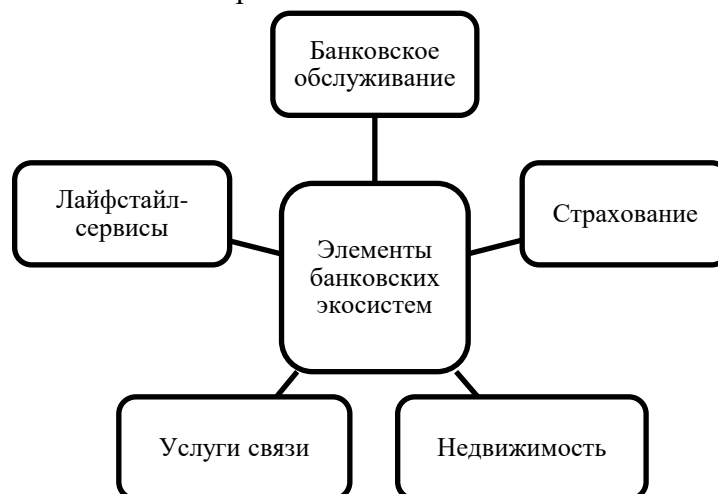 Банковское
обслуживание
Лайфстайл-
сервисы
Страхование
Элементы
банковских
экосистем
Услуги связи
Недвижимость